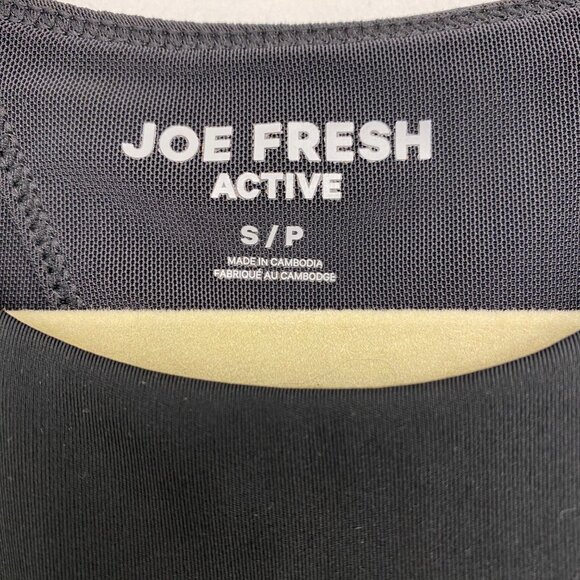 JOE FRESH
ACTIVE
S / P
MADE IN CAMBODIA
FABRIQUÉ AU CAMBODGE